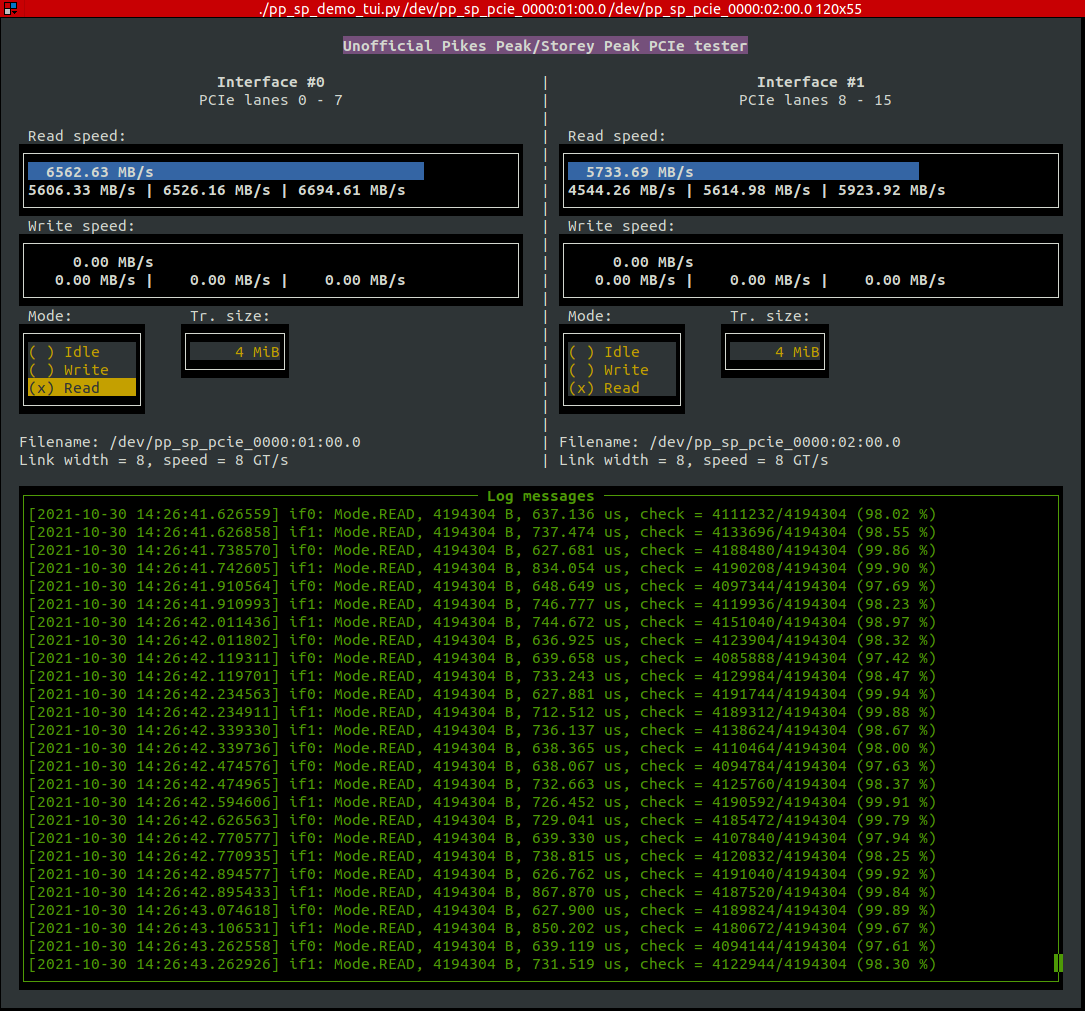 ./pp_sp_demo_tui.py /dev/pp_sp_pcie_0000:01:00.0 /dev/pp_sp_pcie_0000:02:00.0 120x55
Unofficial Pikes Peak/Storey Peak PCIe tester
Interface #0 | Interface #1
PCIe lanes 0 - 7 | PCIe lanes 8 - 15
Read speed: | Read speed:
6562.63 MB/s | 5733.69 MB/s
5606.33 MB/s | 6526.16 MB/s | 6694.61 MB/s | 4544.26 MB/s | 5614.98 MB/s | 5923.92 MB/s
Write speed: | Write speed:
0.00 MB/s | 0.00 MB/s
0.00 MB/s | 0.00 MB/s | 0.00 MB/s | 0.00 MB/s | 0.00 MB/s | 0.00 MB/s
Mode: Tr. size: | Mode: Tr. size:
( ) Idle 4 MiB | ( ) Idle 4 MiB
( ) Write | ( ) Write
(x) Read | (x) Read
Filename: /dev/pp_sp_pcie_0000:01:00.0 | Filename: /dev/pp_sp_pcie_0000:02:00.0
Link width = 8, speed = 8 GT/s | Link width = 8, speed = 8 GT/s
Log messages
[2021-10-30 14:26:41.626559] if0: Mode.READ, 4194304 B, 637.136 us, check = 4111232/4194304 (98.02 %)
[2021-10-30 14:26:41.626858] if1: Mode.READ, 4194304 B, 737.474 us, check = 4133696/4194304 (98.55 %)
[2021-10-30 14:26:41.738570] if0: Mode.READ, 4194304 B, 627.681 us, check = 4188480/4194304 (99.86 %)
[2021-10-30 14:26:41.742605] if1: Mode.READ, 4194304 B, 834.054 us, check = 4190208/4194304 (99.90 %)
[2021-10-30 14:26:41.910564] if0: Mode.READ, 4194304 B, 648.649 us, check = 4097344/4194304 (97.69 %)
[2021-10-30 14:26:41.910993] if1: Mode.READ, 4194304 B, 746.777 us, check = 4119936/4194304 (98.23 %)
[2021-10-30 14:26:42.011436] if1: Mode.READ, 4194304 B, 744.672 us, check = 4151040/4194304 (98.97 %)
[2021-10-30 14:26:42.011802] if0: Mode.READ, 4194304 B, 636.925 us, check = 4123904/4194304 (98.32 %)
[2021-10-30 14:26:42.119311] if0: Mode.READ, 4194304 B, 639.658 us, check = 4085888/4194304 (97.42 %)
[2021-10-30 14:26:42.119701] if1: Mode.READ, 4194304 B, 733.243 us, check = 4129984/4194304 (98.47 %)
[2021-10-30 14:26:42.234563] if0: Mode.READ, 4194304 B, 627.881 us, check = 4191744/4194304 (99.94 %)
[2021-10-30 14:26:42.234911] if1: Mode.READ, 4194304 B, 712.512 us, check = 4189312/4194304 (99.88 %)
[2021-10-30 14:26:42.339330] if1: Mode.READ, 4194304 B, 736.137 us, check = 4138624/4194304 (98.67 %)
[2021-10-30 14:26:42.339736] if0: Mode.READ, 4194304 B, 638.365 us, check = 4110464/4194304 (98.00 %)
[2021-10-30 14:26:42.474576] if0: Mode.READ, 4194304 B, 638.067 us, check = 4094784/4194304 (97.63 %)
[2021-10-30 14:26:42.474965] if1: Mode.READ, 4194304 B, 732.663 us, check = 4125760/4194304 (98.37 %)
[2021-10-30 14:26:42.594606] if1: Mode.READ, 4194304 B, 726.452 us, check = 4190592/4194304 (99.91 %)
[2021-10-30 14:26:42.626563] if0: Mode.READ, 4194304 B, 729.041 us, check = 4185472/4194304 (99.79 %)
[2021-10-30 14:26:42.770577] if0: Mode.READ, 4194304 B, 639.330 us, check = 4107840/4194304 (97.94 %)
[2021-10-30 14:26:42.770935] if1: Mode.READ, 4194304 B, 738.815 us, check = 4120832/4194304 (98.25 %)
[2021-10-30 14:26:42.894577] if0: Mode.READ, 4194304 B, 626.762 us, check = 4191040/4194304 (99.92 %)
[2021-10-30 14:26:42.895433] if1: Mode.READ, 4194304 B, 867.870 us, check = 4187520/4194304 (99.84 %)
[2021-10-30 14:26:43.074618] if0: Mode.READ, 4194304 B, 627.900 us, check = 4189824/4194304 (99.89 %)
[2021-10-30 14:26:43.106531] if1: Mode.READ, 4194304 B, 850.202 us, check = 4180672/4194304 (99.67 %)
[2021-10-30 14:26:43.262558] if0: Mode.READ, 4194304 B, 639.119 us, check = 4094144/4194304 (97.61 %)
[2021-10-30 14:26:43.262926] if1: Mode.READ, 4194304 B, 731.519 us, check = 4122944/4194304 (98.30 %)